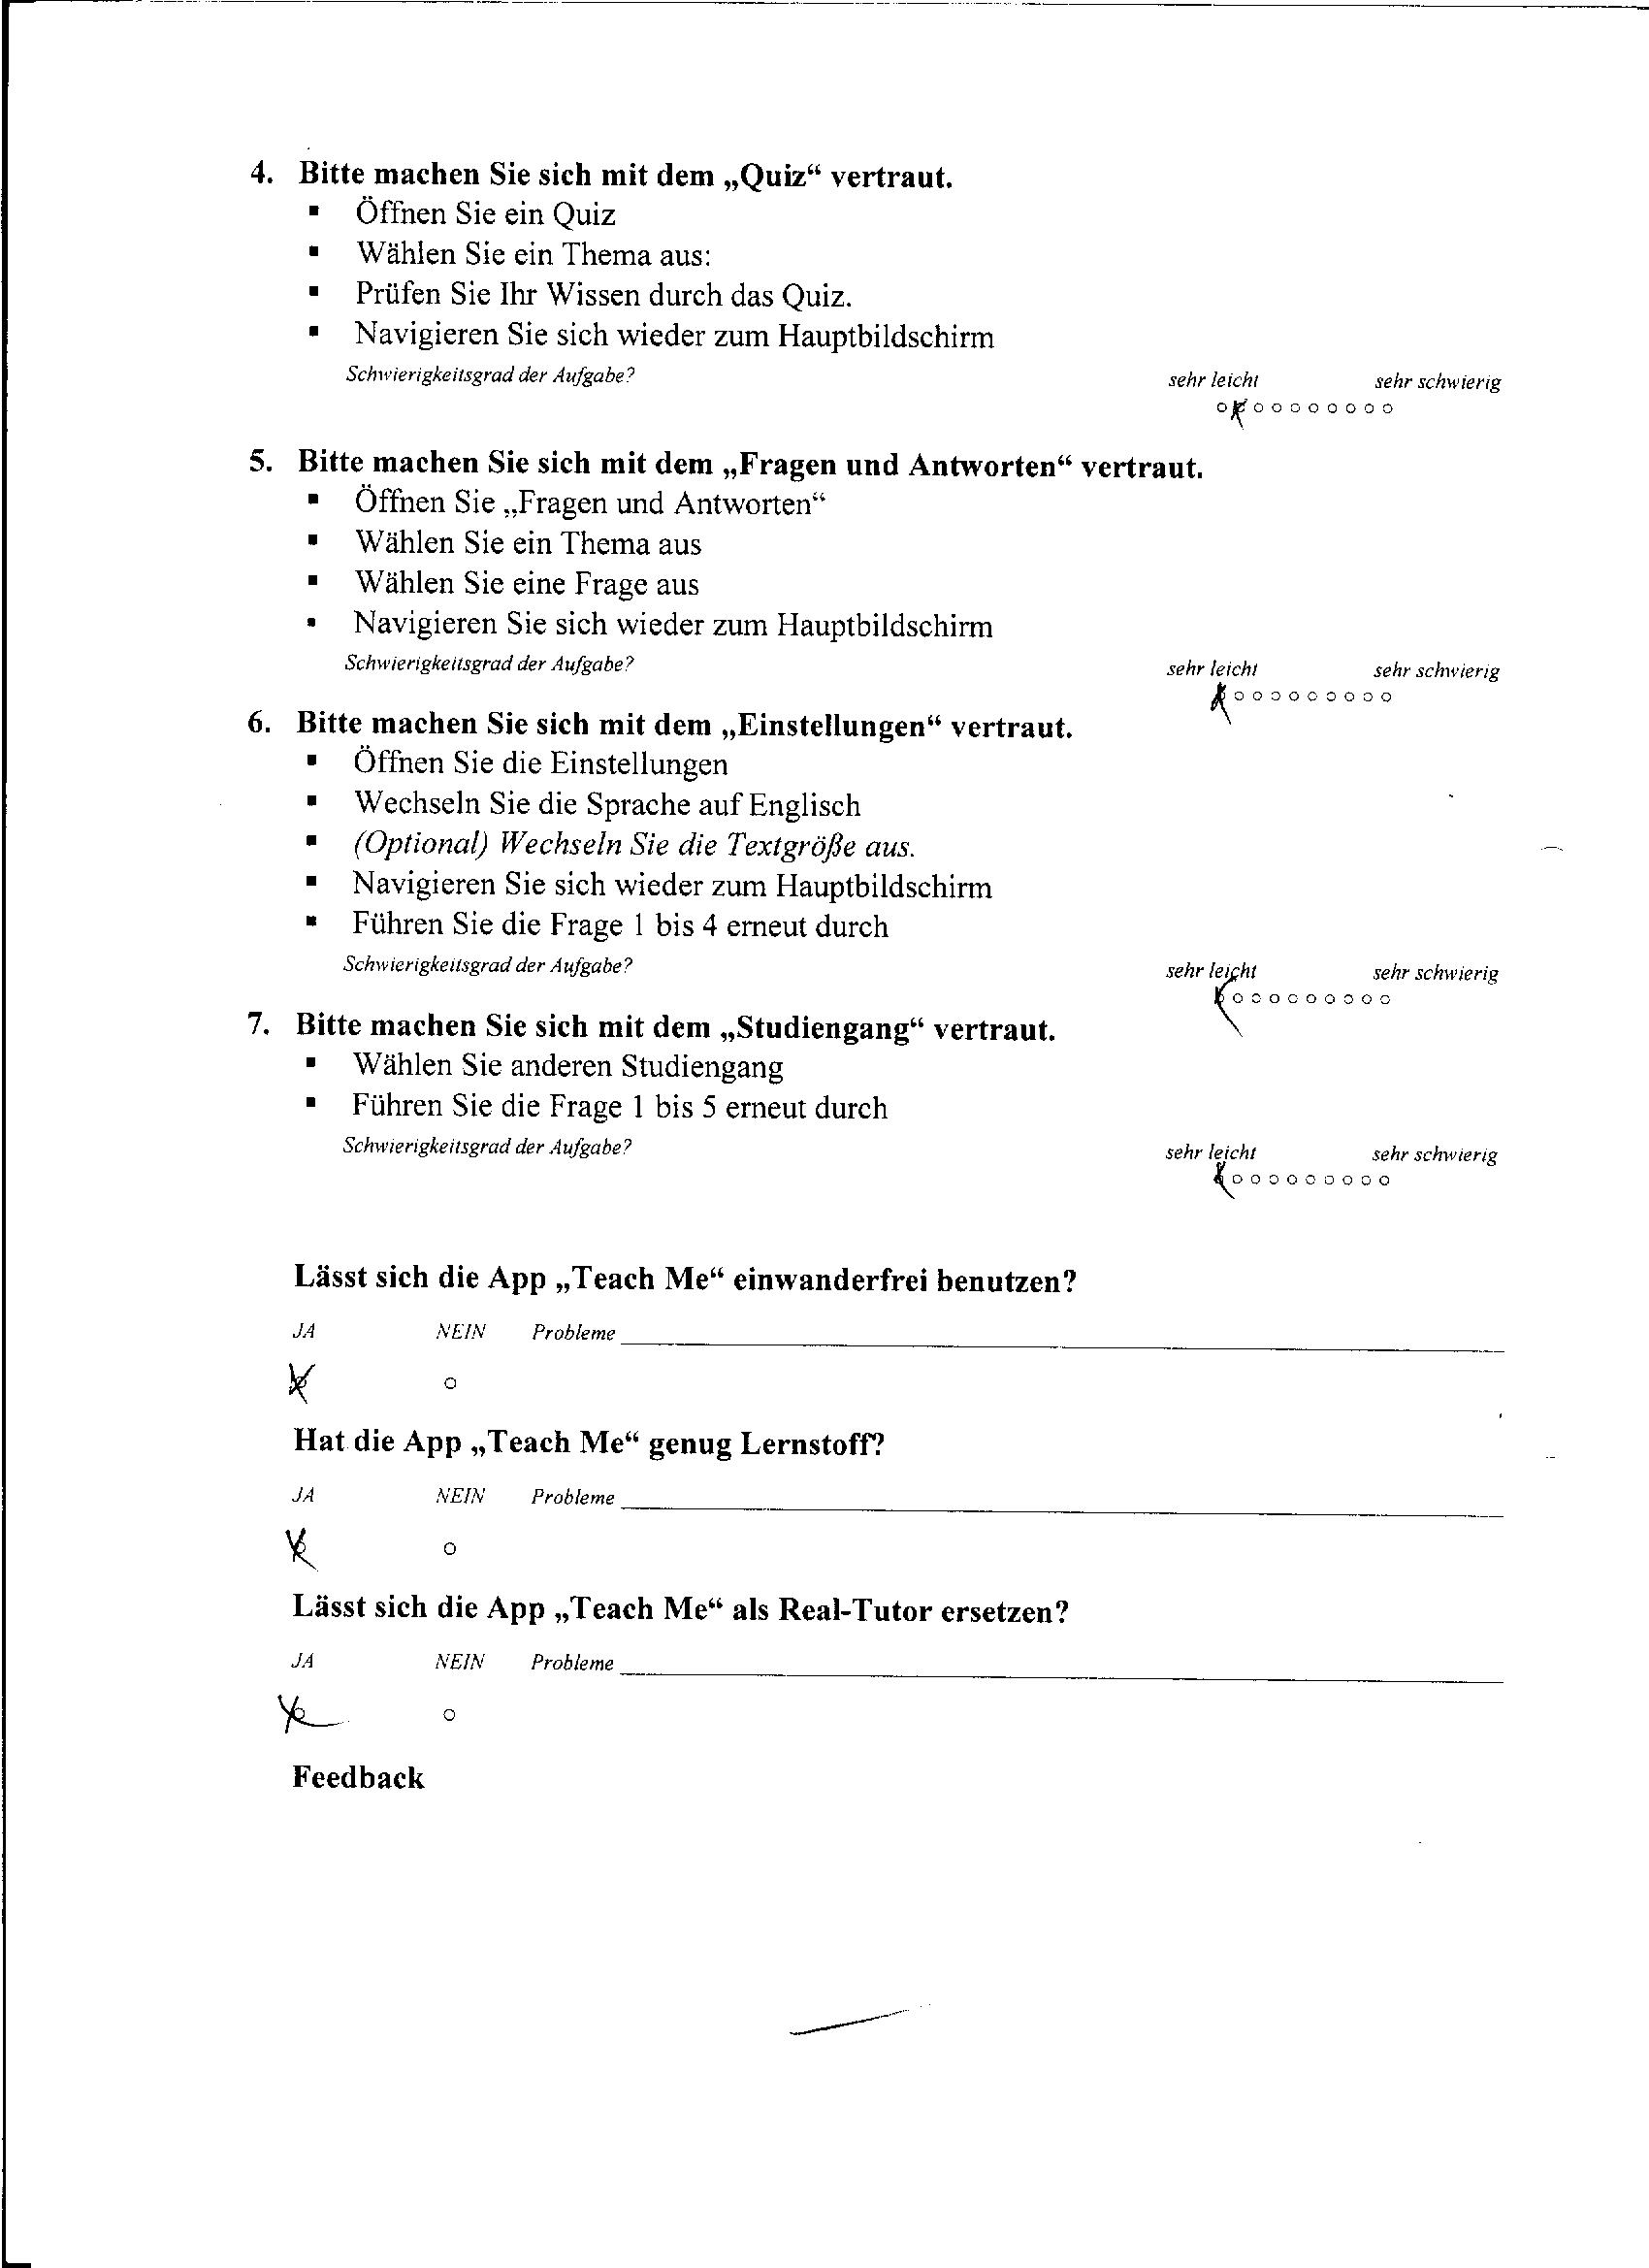 4. Bitte machen Sie sich mit dem „Quiz“ vertraut.
▪ Öffnen Sie ein Quiz
▪ Wählen Sie ein Thema aus:
▪ Prüfen Sie Ihr Wissen durch das Quiz.
▪ Navigieren Sie sich wieder zum Hauptbildschirm
Schwierigkeitsgrad der Aufgabe? sehr leicht sehr schwierig
5. Bitte machen Sie sich mit dem „Fragen und Antworten“ vertraut.
▪ Öffnen Sie „Fragen und Antworten“
▪ Wählen Sie ein Thema aus
▪ Wählen Sie eine Frage aus
▪ Navigieren Sie sich wieder zum Hauptbildschirm
Schwierigkeitsgrad der Aufgabe? sehr leicht sehr schwierig
6. Bitte machen Sie sich mit dem „Einstellungen“ vertraut.
▪ Öffnen Sie die Einstellungen
▪ Wechseln Sie die Sprache auf Englisch
▪ (Optional) Wechseln Sie die Textgröße aus.
▪ Navigieren Sie sich wieder zum Hauptbildschirm
▪ Führen Sie die Frage 1 bis 4 erneut durch
Schwierigkeitsgrad der Aufgabe? sehr leicht sehr schwierig
7. Bitte machen Sie sich mit dem „Studiengang“ vertraut.
▪ Wählen Sie anderen Studiengang
▪ Führen Sie die Frage 1 bis 5 erneut durch
Schwierigkeitsgrad der Aufgabe? sehr leicht sehr schwierig
Lässt sich die App „Teach Me“ einwanderfrei benutzen?
JA NEIN Probleme
Hat die App „Teach Me“ genug Lernstoff?
JA NEIN Probleme
Lässt sich die App „Teach Me“ als Real-Tutor ersetzen?
JA NEIN Probleme
Feedback